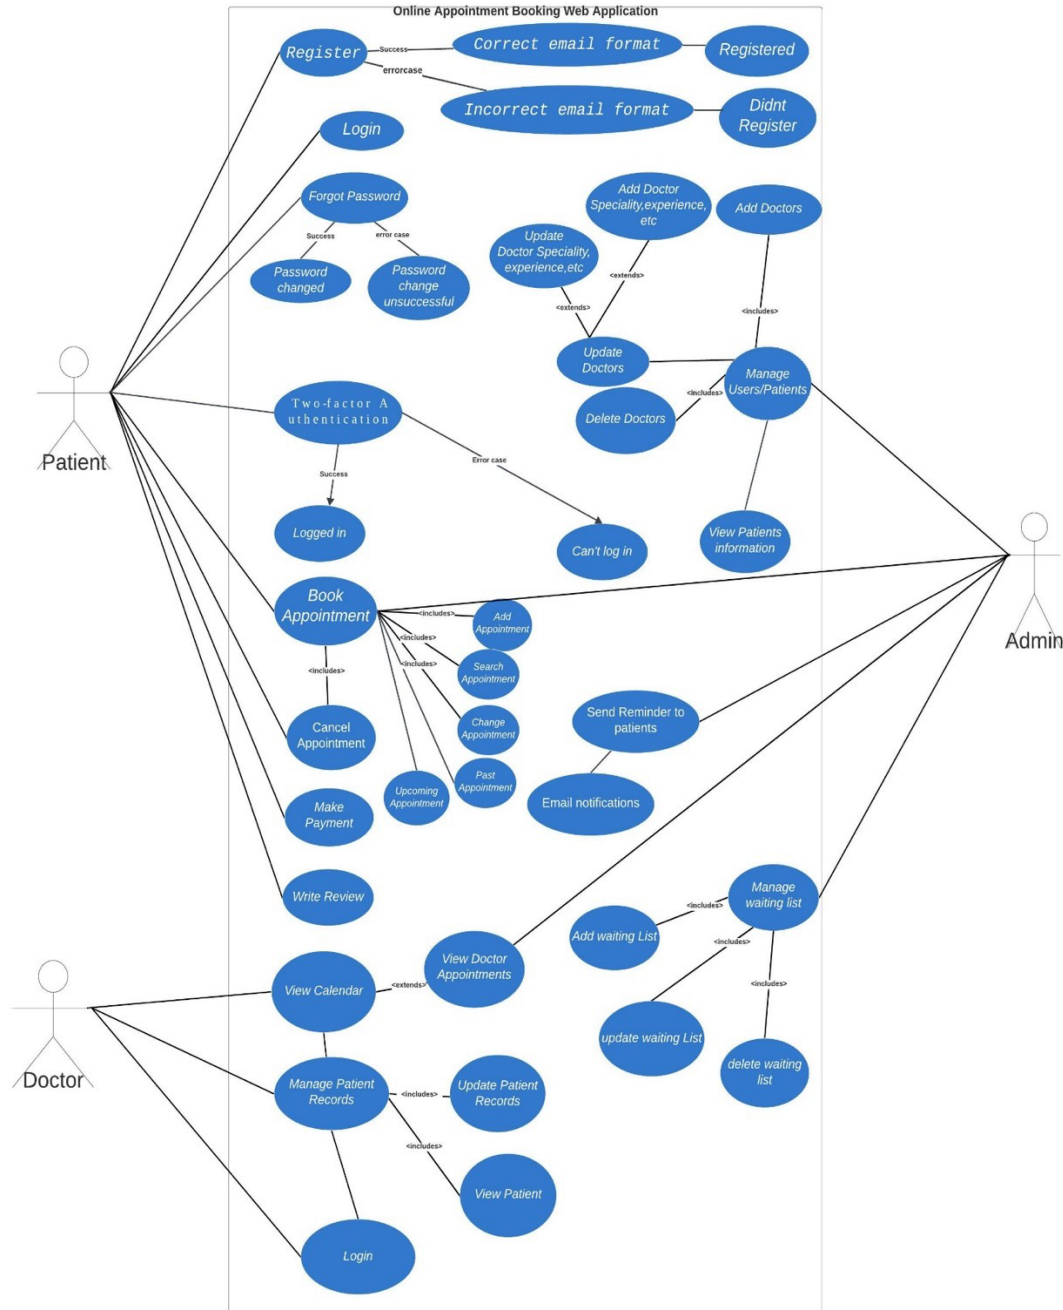 Online Appointment Booking Web Application
Register
Success
Correct email format
Registered
errorcase
Incorrect email format
Didnt
Register
Login
Forgot Password
Success
error case
Password
changed
Password
change
unsuccessful
Add Doctor
Speciality,experience,
etc
Add Doctors
Update
Doctor Speciality,
experience,etc
<extends>
<extends>
<includes>
Update
Doctors
Manage
Users/Patients
<includes>
Delete Doctors
Patient
Two-factor A
uthentication
Success
Error case
Logged in
Can't log in
View Patients
information
Admin
Book
Appointment
<includes>
Add
Appointment
<includes>
Search
Appointment
<includes>
<includes>
Change
Appointment
Cancel
Appointment
Past
Appointment
Upcoming
Appointment
Send Reminder to
patients
Email notifications
Make
Payment
Write Review
Manage
waiting list
<includes>
Add waiting List
<includes>
<includes>
update waiting List
delete waiting
list
View Doctor
Appointments
<extends>
View Calendar
Doctor
Manage Patient
Records
<includes>
Update Patient
Records
<includes>
View Patient
Login